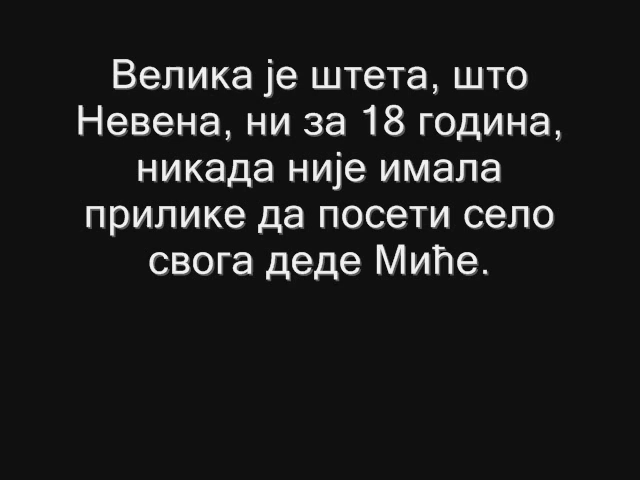 Велика је штета, што
Невена, ни за 18 година,
никада није имала
прилике да посети село
свога деде Миће.